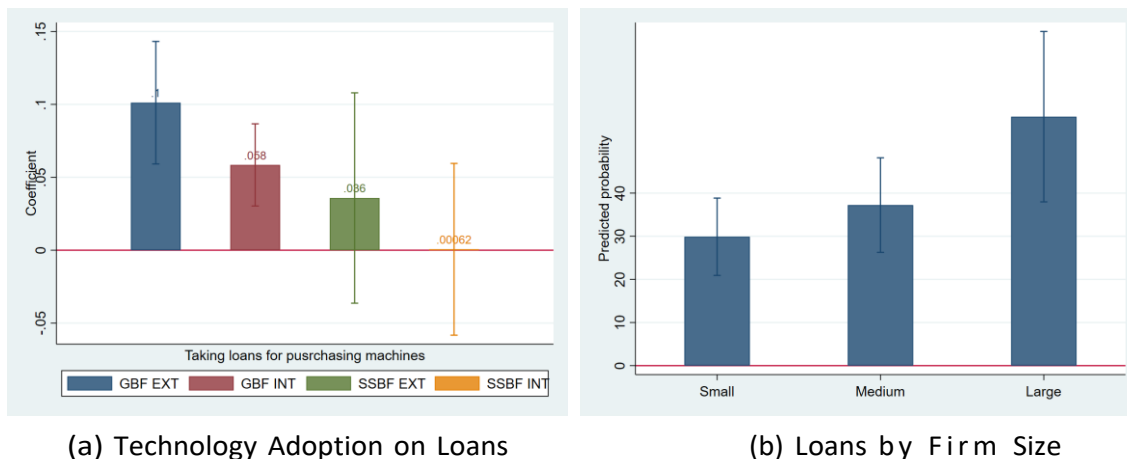 .15
.1
.05
0
-.05
Coefficient
.1
.058
.036
.00062
Taking loans for pusrchasing machines
GBF EXT GBF INT SSBF EXT SSBF INT
(a) Technology Adoption on Loans
40
30
20
10
0
Predicted probability
Small Medium Large
(b) Loans by Firm Size